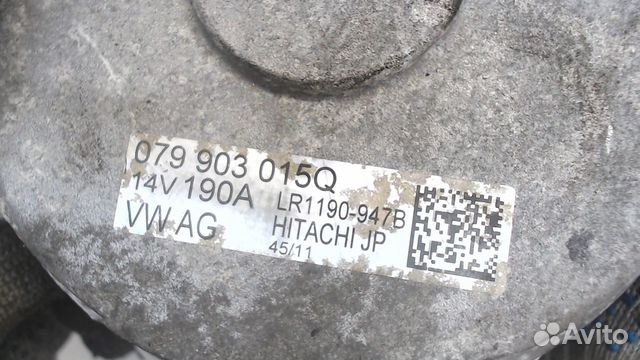 079 903 015Q
14V 190A LR1190-947B
VW AG HITACHI JP
45/11
Avito